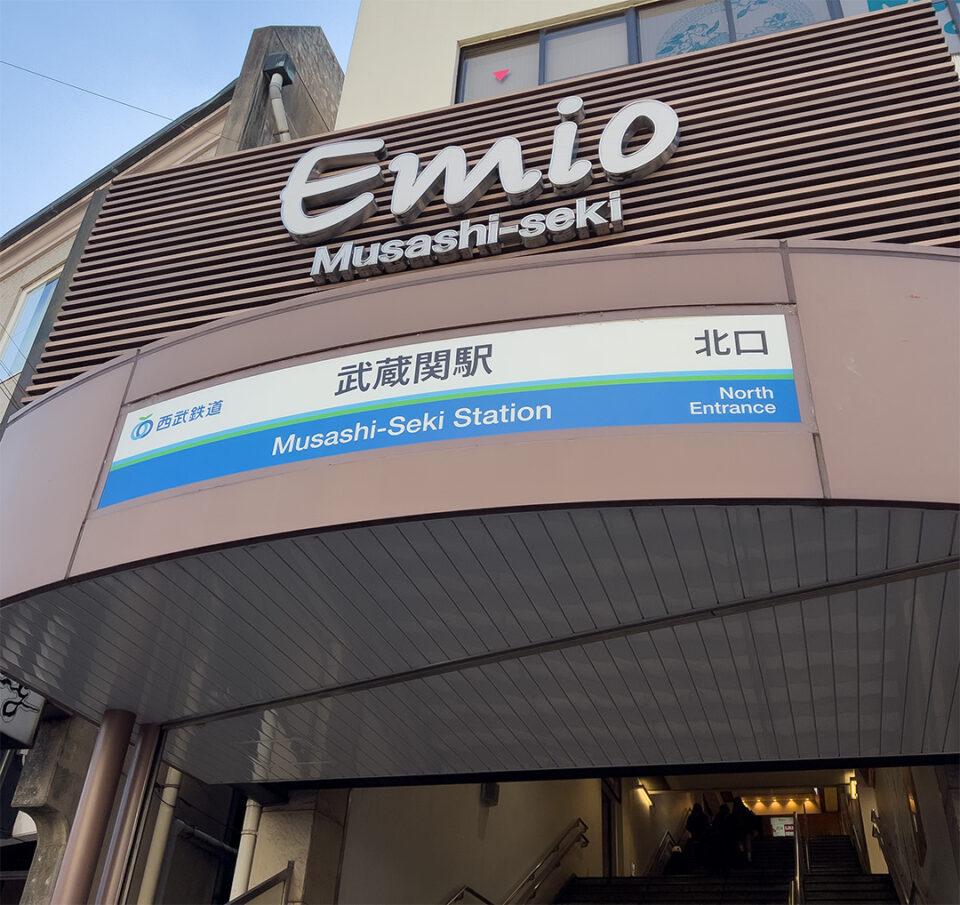 Emio
Musashi-seki
武蔵関駅
北口
西武鉄道
Musashi-Seki Station
North
Entrance